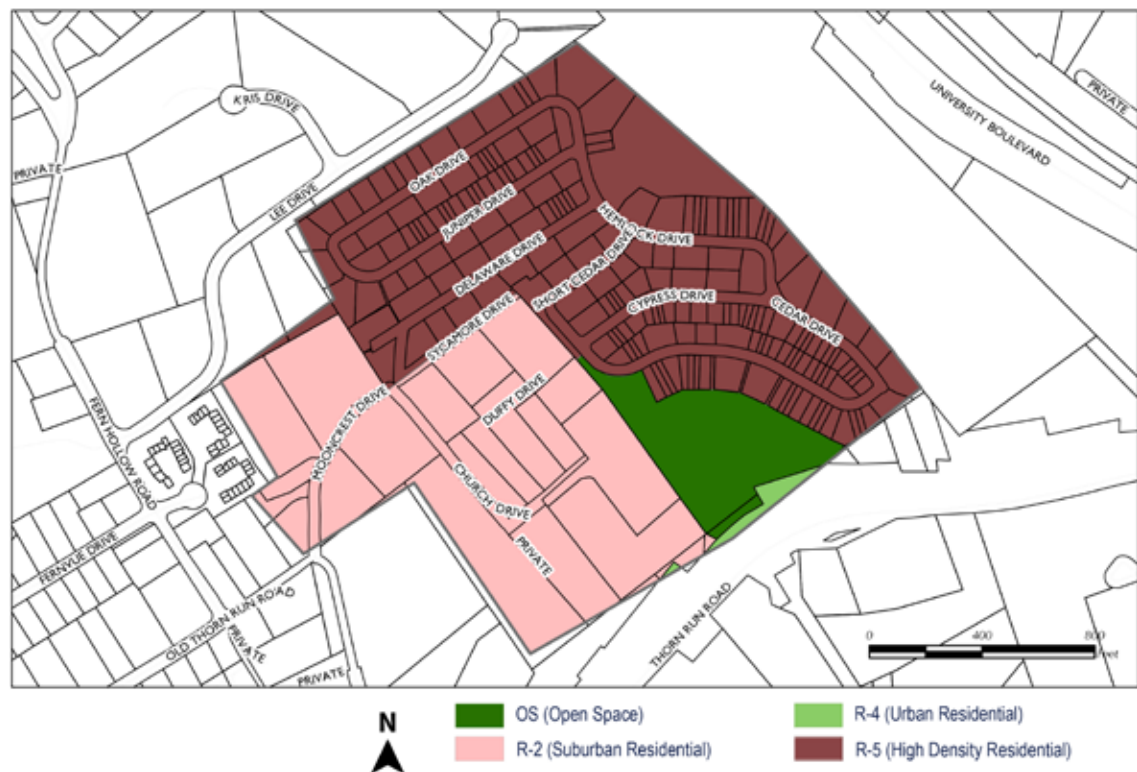 PRIVATE
UNIVERSITY BOULEVARD
KRIS DRIVE
PRIVATE
LEE DRIVE
OAK DRIVE
JUNIPER DRIVE
HEMLOCK DRIVE
DELAWARE DRIVE
SHORT CEDAR DRIVE
CYPRESS DRIVE
CEDAR DRIVE
SYCAMORE DRIVE
DUFFY DRIVE
MOONCREST DRIVE
FERN HOLLOW ROAD
CHURCH DRIVE
PRIVATE
FERNVUE DRIVE
OLD THORN RUN ROAD
PRIVATE
PRIVATE
THORN RUN ROAD
0 400 800
Feet
N
OS (Open Space)
R-4 (Urban Residential)
R-2 (Suburban Residential)
R-5 (High Density Residential)